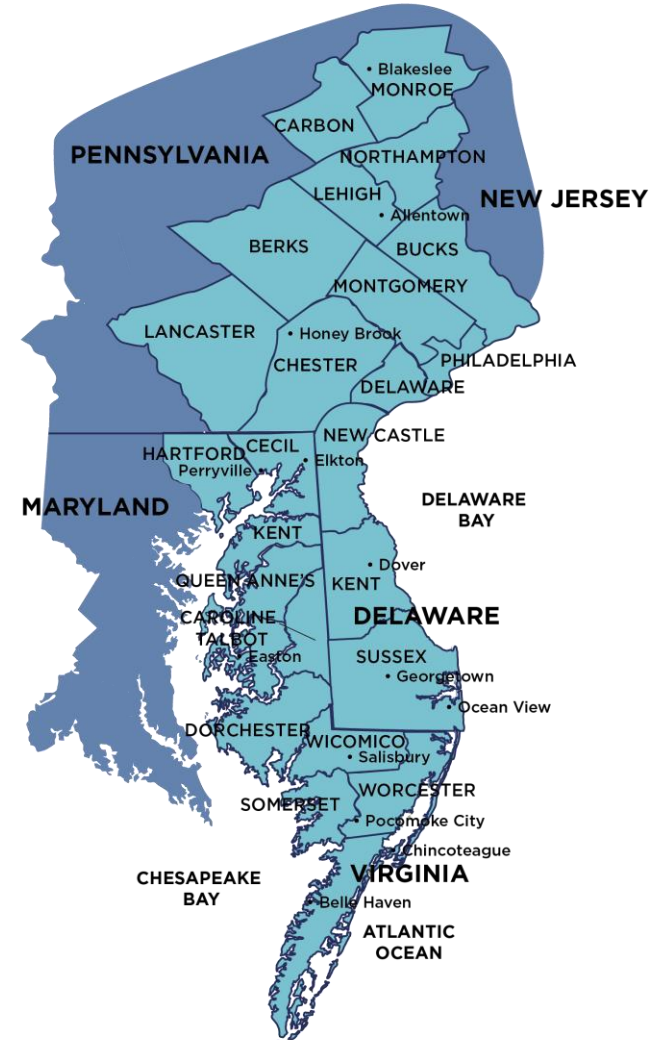 Blakeslee
MONROE
CARBON
PENNSYLVANIA
NORTHAMPTON
LEHIGH
NEW JERSEY
Allentown
BERKS
BUCKS
MONTGOMERY
LANCASTER
Honey Brook
CHESTER
PHILADELPHIA
DELAWARE
NEW CASTLE
HARTFORD
CECIL
Elkton
Perryville
MARYLAND
DELAWARE
BAY
KENT
Dover
QUEEN ANNE'S
KENT
CAROLINE
DELAWARE
TALBOT
Easton
SUSSEX
Georgetown
Ocean View
DORCHESTER
WICOMICO
Salisbury
WORCESTER
SOMERSET
Pocomoke City
Chincoteague
VIRGINIA
CHESAPEAKE
BAY
Belle Haven
ATLANTIC
OCEAN